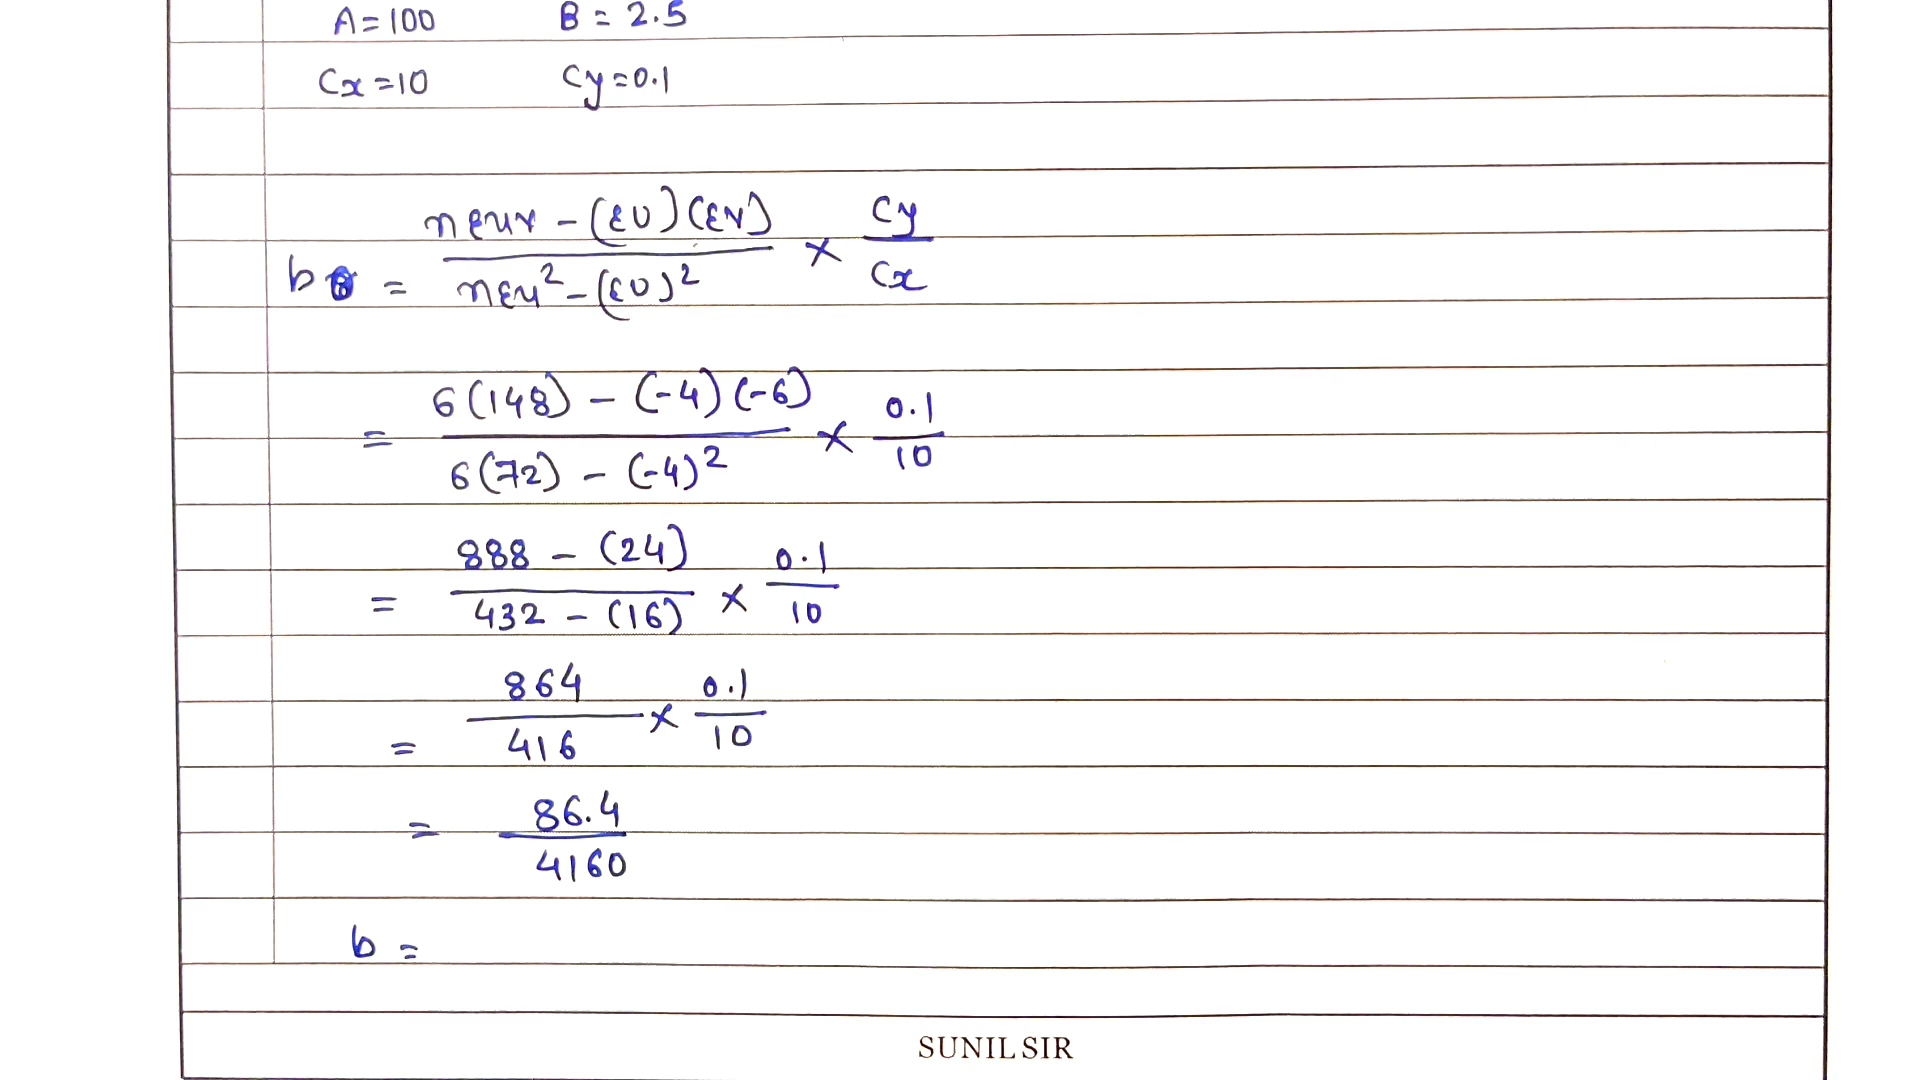 A = 100 B = 2.5
Cx = 10 Cy = 0.1
b = nΣuv - (Σu)(Σv) / nΣu² - (Σu)² × Cy / Cx
= 6(148) - (-4)(-6) / 6(72) - (-4)² × 0.1 / 10
= 888 - (24) / 432 - (16) × 0.1 / 10
= 864 / 416 × 0.1 / 10
= 86.4 / 4160
b =
SUNIL SIR